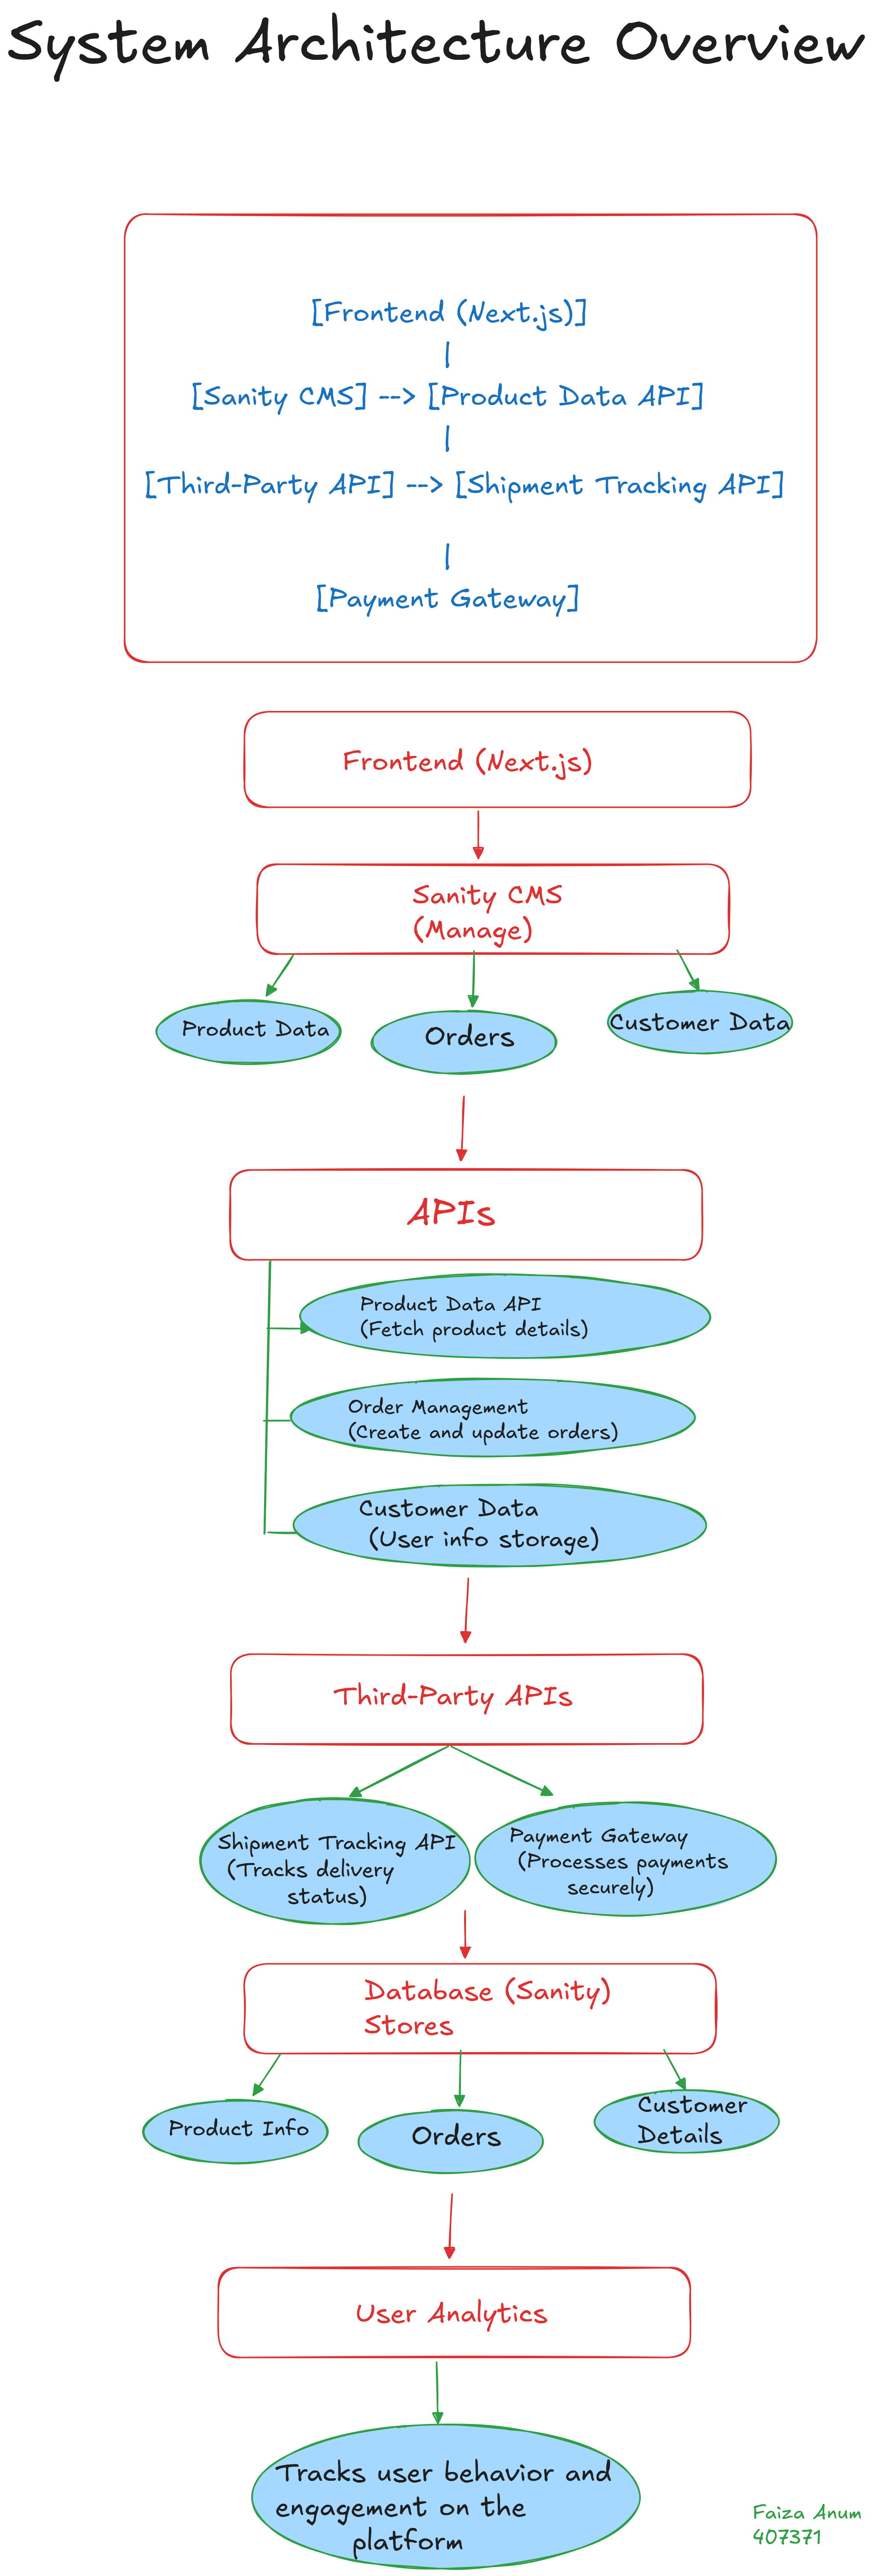 System Architecture Overview
[Frontend (Next.js)]
|
[Sanity CMS] --> [Product Data API]
|
[Third-Party API] --> [Shipment Tracking API]
|
[Payment Gateway]
Frontend (Next.js)
Sanity CMS
(Manage)
Product Data
Orders
Customer Data
APIs
Product Data API
(Fetch product details)
Order Management
(Create and update orders)
Customer Data
(User info storage)
Third-Party APIs
Shipment Tracking API
(Tracks delivery
status)
Payment Gateway
(Processes payments
securely)
Database (Sanity)
Stores
Product Info
Orders
Customer
Details
User Analytics
Tracks user behavior and
engagement on the
platform
Faiza Anum
407371